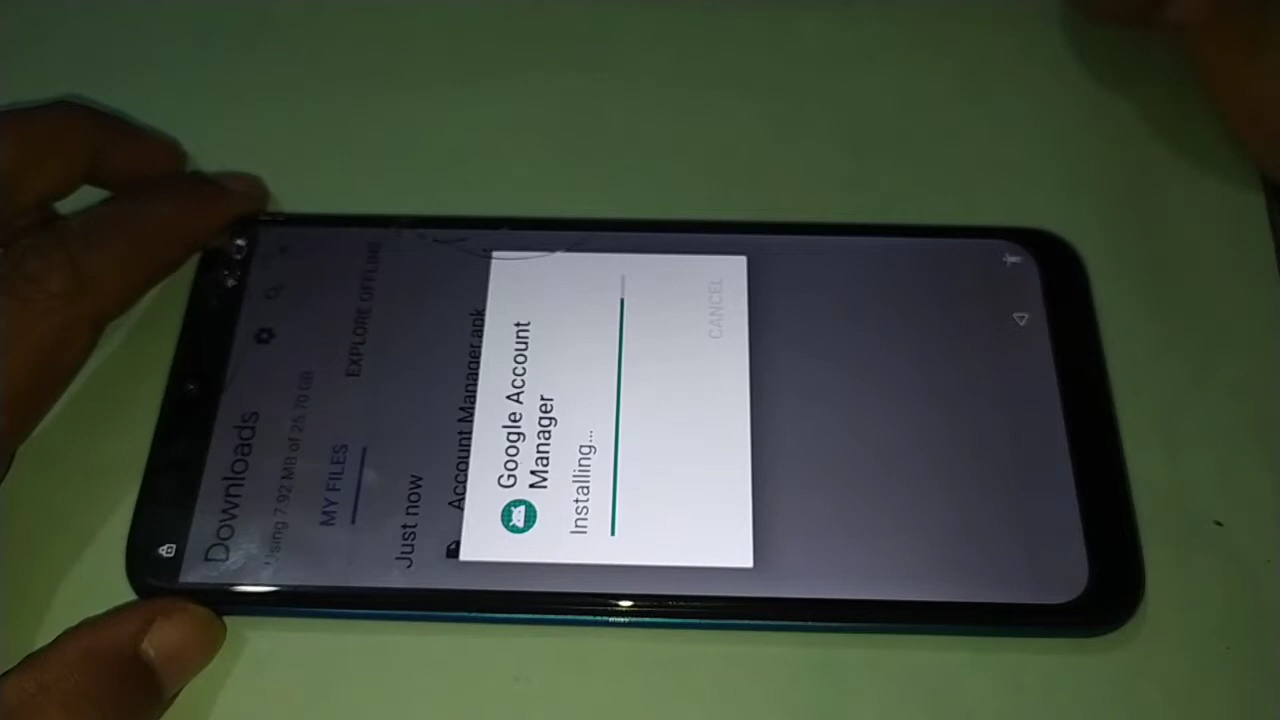 Downloads
Using 7.92 MB of 25.70 GB
MY FILES
EXPLORE OFFLINE
Just now
Account Manager.apk
Google Account
Manager
Installing...
CANCEL